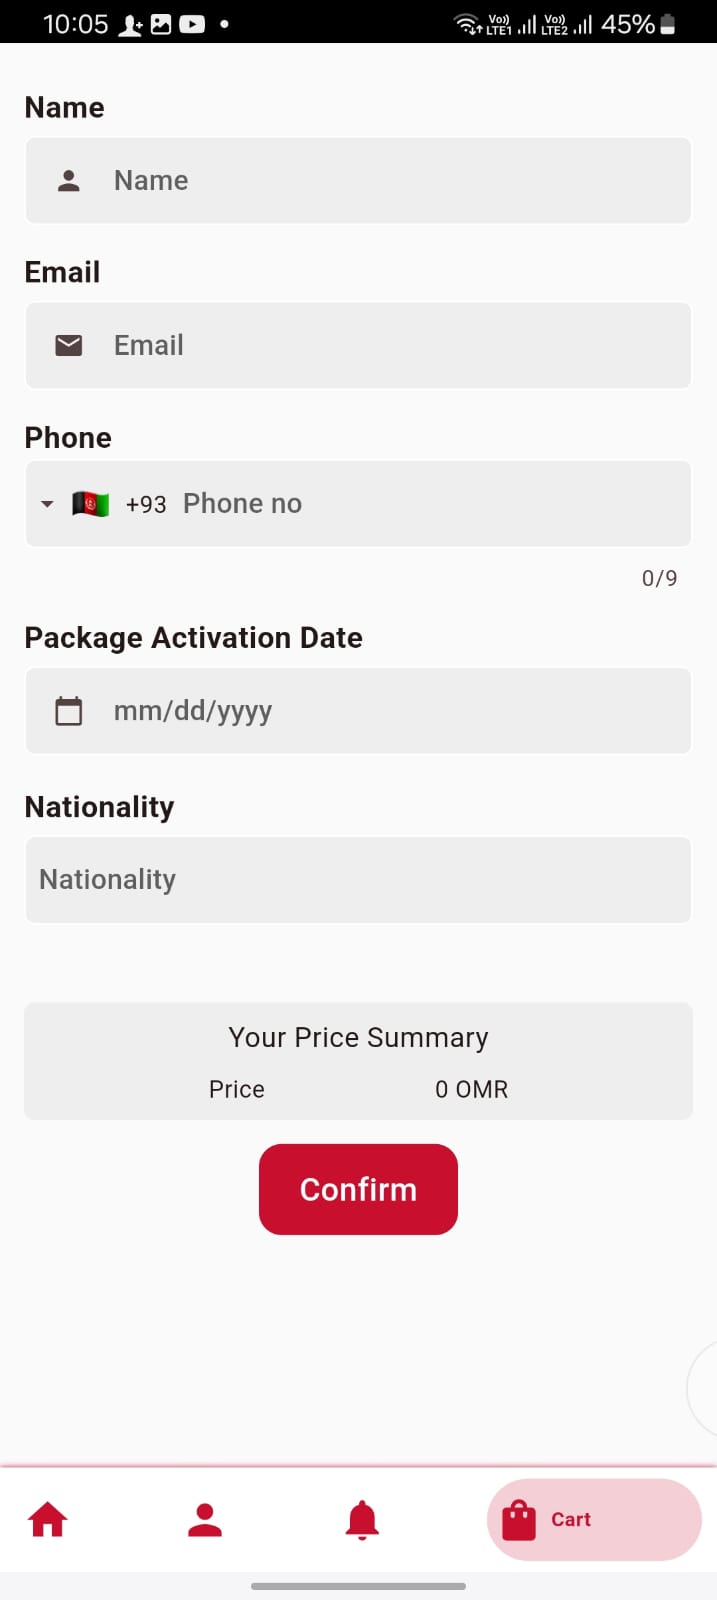 10:05
Vo)) LTE1 Vo)) LTE2 45%
Name
Name
Email
Email
Phone
+93 Phone no
0/9
Package Activation Date
mm/dd/yyyy
Nationality
Nationality
Your Price Summary
Price 0 OMR
Confirm
Cart